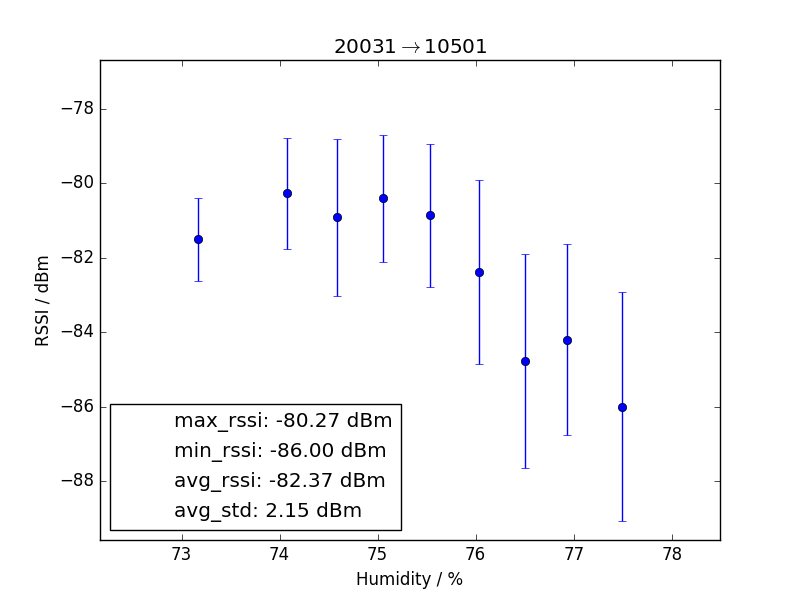 20031→10501
−78
−80
−82
−84
−86
−88
RSSI / dBm
max_rssi: -80.27 dBm
min_rssi: -86.00 dBm
avg_rssi: -82.37 dBm
avg_std: 2.15 dBm
73 74 75 76 77 78
Humidity / %